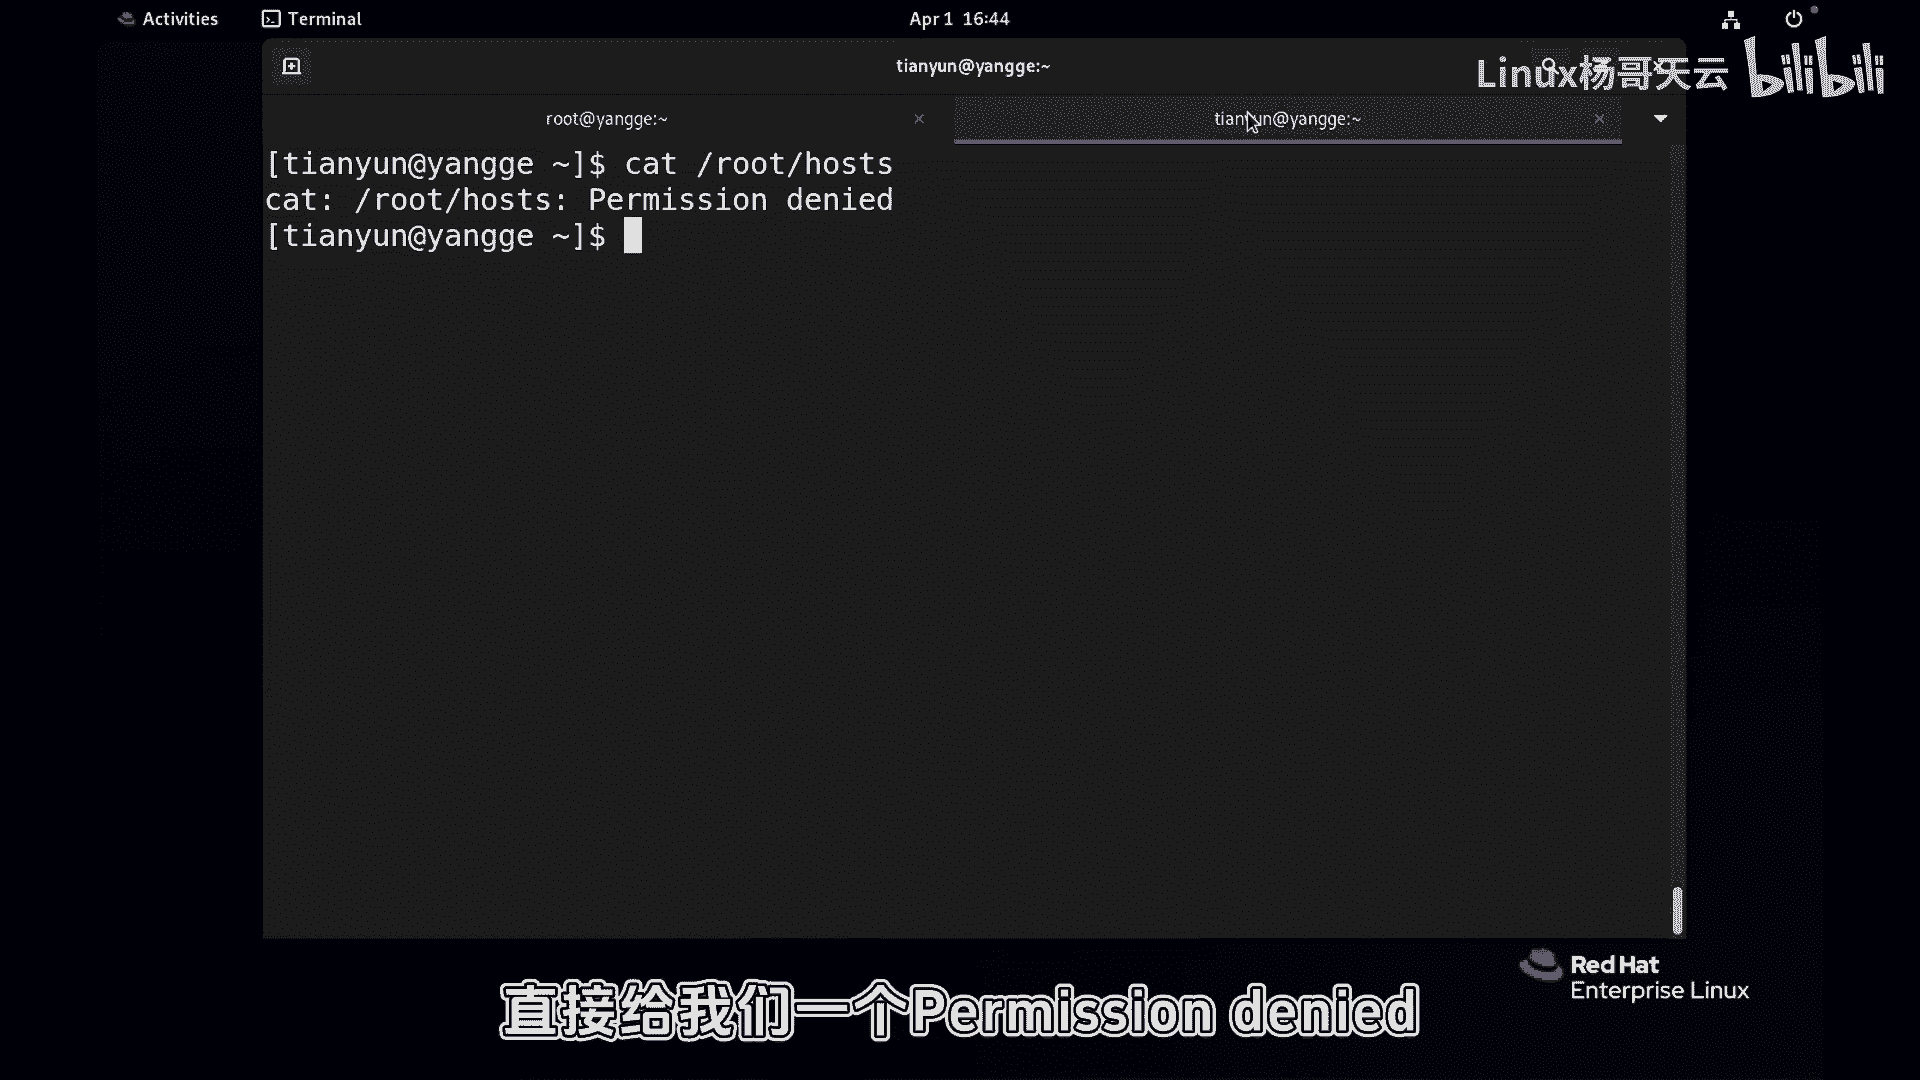 Activities
Terminal
Apr 1 16:44
tianyun@yangge:~
Linux杨哥天云 bilibili
root@yangge:~
tianyun@yangge:~
[tianyun@yangge ~]$ cat /root/hosts
cat: /root/hosts: Permission denied
[tianyun@yangge ~]$
Red Hat
Enterprise Linux
直接给我们一个Permission denied